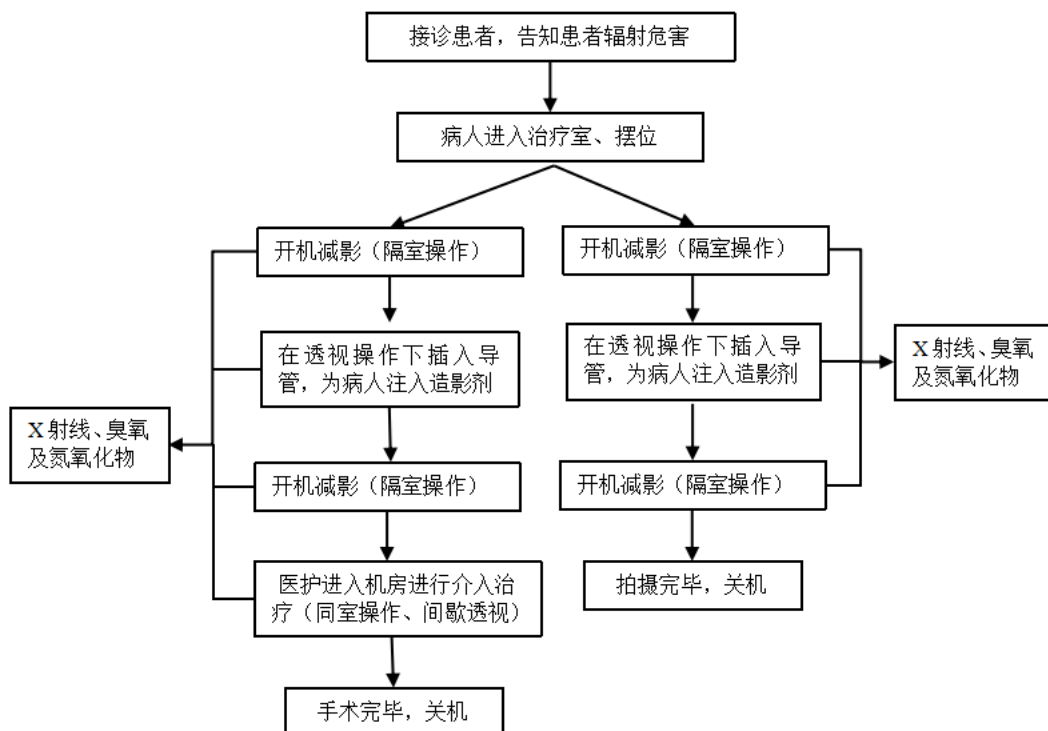 接诊患者，告知患者辐射危害
病人进入治疗室、摆位
开机减影（隔室操作）
开机减影（隔室操作）
在透视操作下插入导
管，为病人注入造影剂
在透视操作下插入导
管，为病人注入造影剂
X 射线、臭氧
及氮氧化物
X 射线、臭氧
及氮氧化物
开机减影（隔室操作）
开机减影（隔室操作）
医护进入机房进行介入治
疗（同室操作、间歇透视）
拍摄完毕，关机
手术完毕，关机